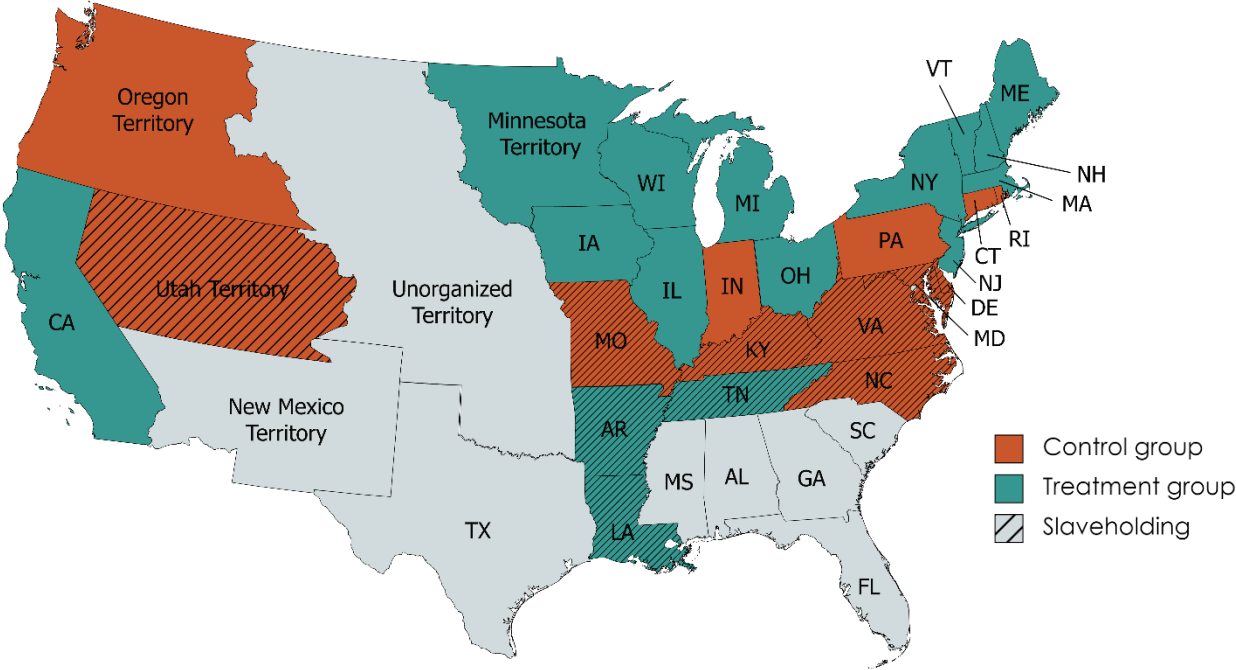 VT
ME
Oregon
Territory
Minnesota
Territory
WI
NH
NY
MI
MA
RI
PA
CT
IA
OH
NJ
Utah Territory
Unorganized
Territory
IL
IN
DE
CA
VA
MD
MO
KY
NC
TN
New Mexico
Territory
AR
SC
Control group
MS
AL
GA
Treatment group
TX
LA
Slaveholding
FL